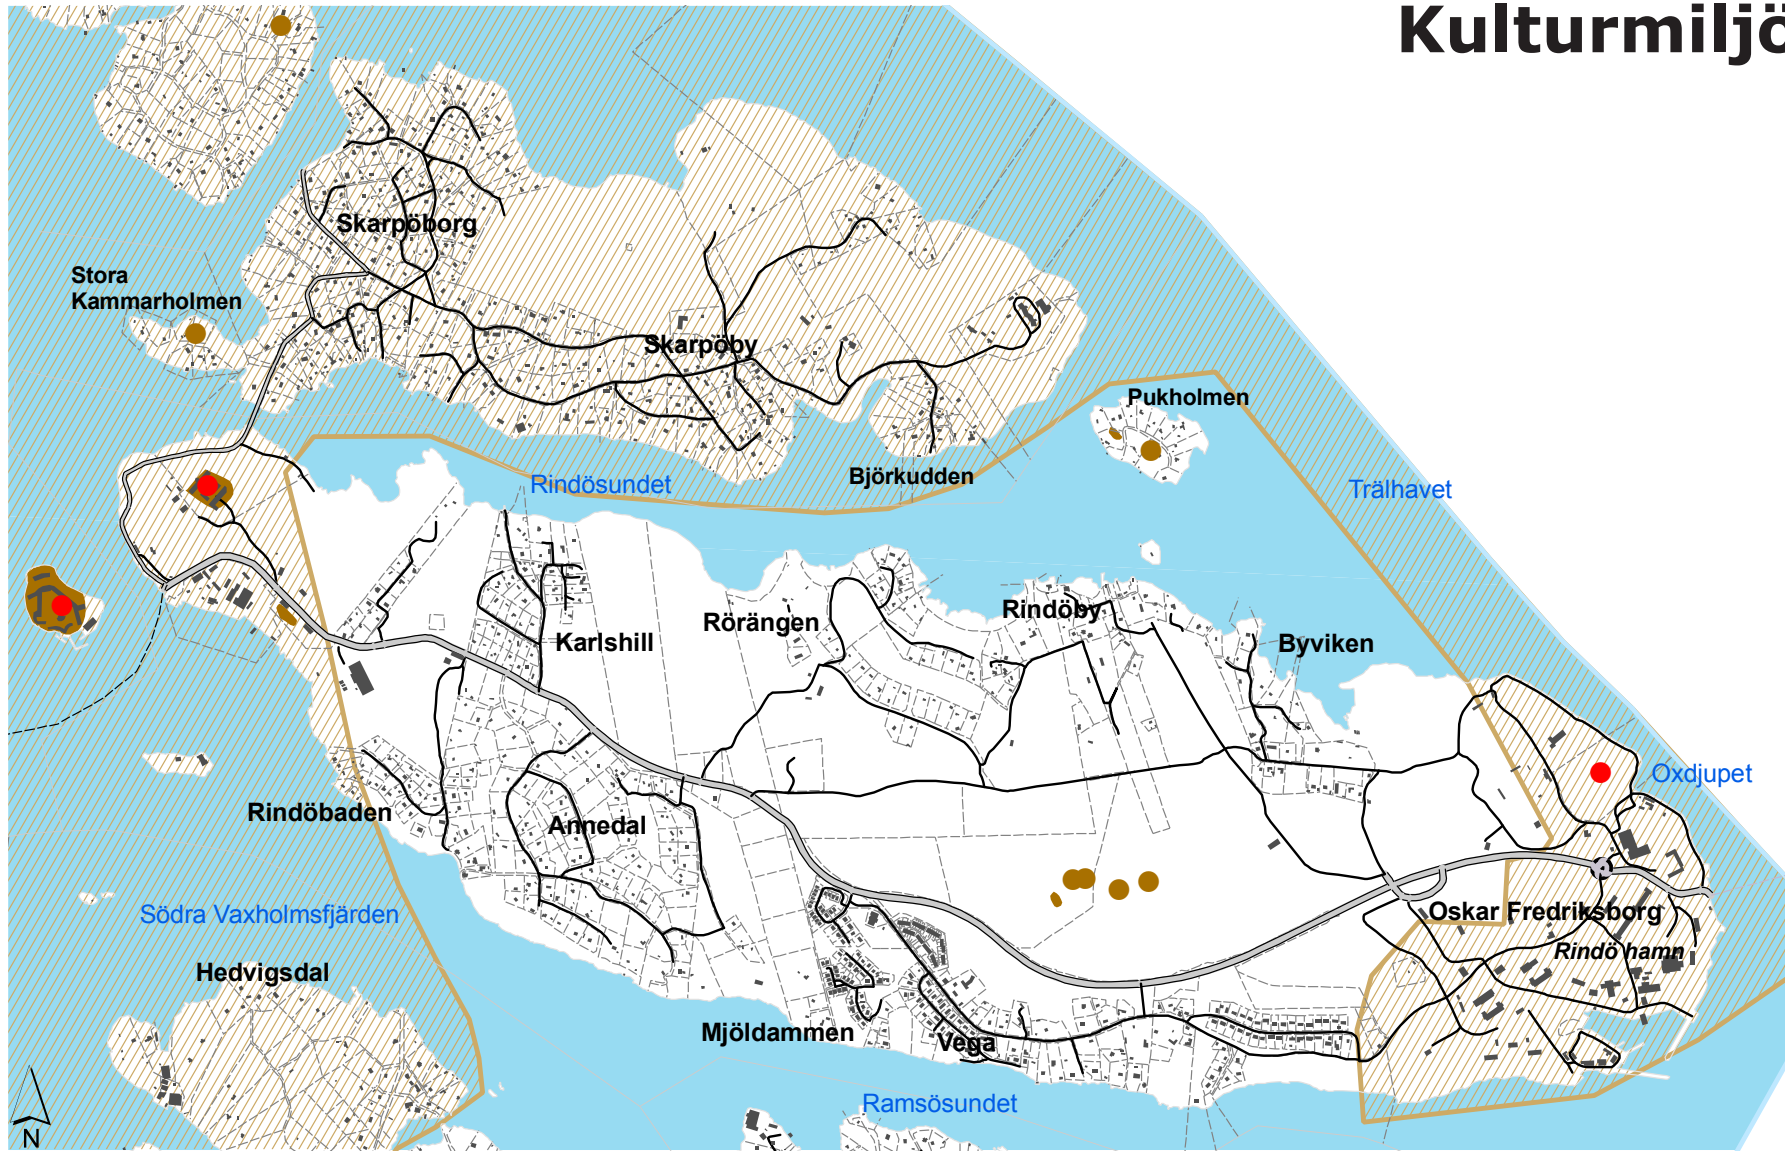 Kulturmiljö
Skarpöborg
Stora
Kammarholmen
Skarpöby
Pukholmen
Björkudden
Rindösundet
Trälhavet
Karlshill
Rörängen
Rindöby
Byviken
Oxdjupet
Rindöbaden
Annedal
Södra Vaxholmsfjärden
Oskar Fredriksborg
Rindö hamn
Hedvigsdal
Mjöldammen
Vega
Ramsösundet
N